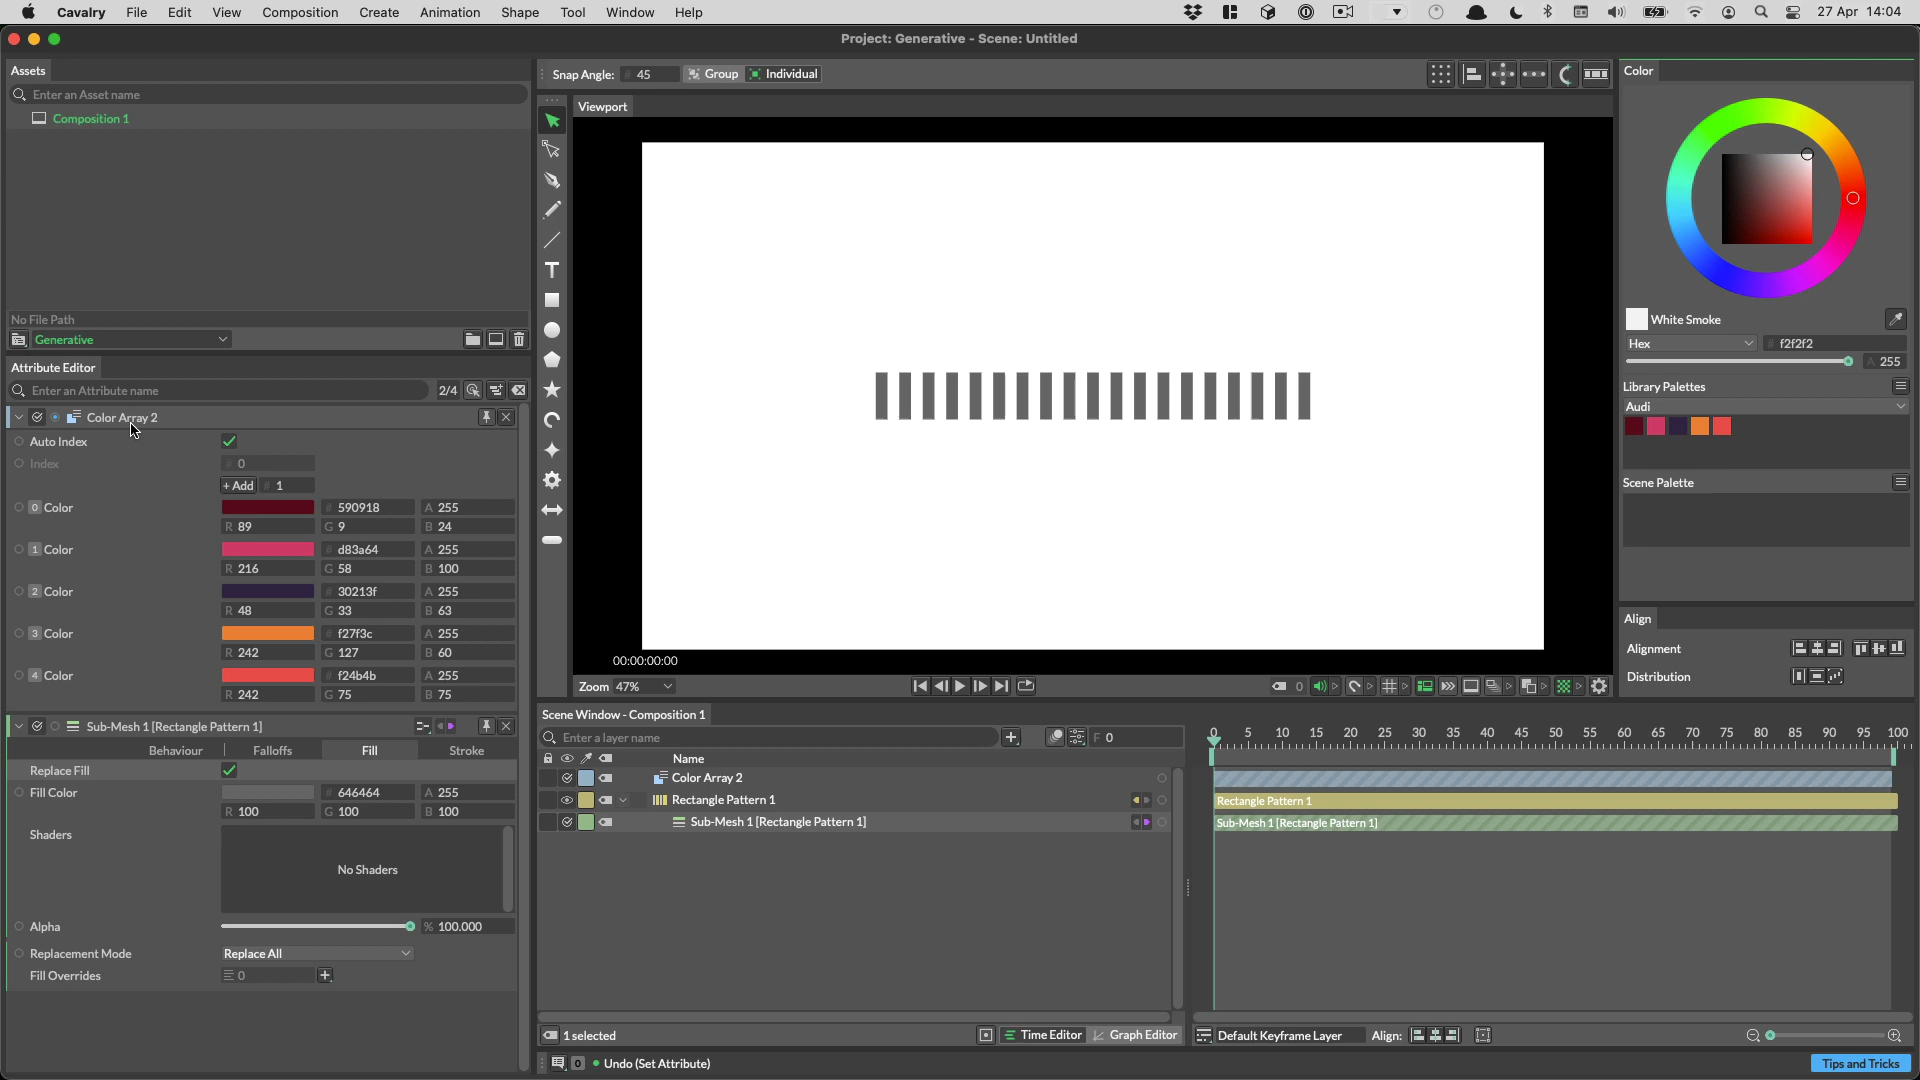 Cavalry File Edit View Composition Create Animation Shape Tool Window Help
27 Apr 14:04
Project: Generative - Scene: Untitled
Assets
Enter an Asset name
Composition 1
No File Path
Generative
Attribute Editor
Enter an Attribute name 2/4
Color Array 2
Auto Index
Index # 0
+ Add # 1
0 Color # 590918 A 255
R 89 G 9 B 24
1 Color # d83a64 A 255
R 216 G 58 B 100
2 Color # 30213f A 255
R 48 G 33 B 63
3 Color # f27f3c A 255
R 242 G 127 B 60
4 Color # f24b4b A 255
R 242 G 75 B 75
Sub-Mesh 1 [Rectangle Pattern 1]
Behaviour Falloffs Fill Stroke
Replace Fill
Fill Color # 646464 A 255
R 100 G 100 B 100
Shaders
No Shaders
Alpha % 100.000
Replacement Mode Replace All
Fill Overrides 0
Snap Angle: # 45 Group Individual
Viewport
00:00:00:00
Zoom 47%
0
Scene Window - Composition 1
Enter a layer name F 0
Name
Color Array 2
Rectangle Pattern 1
Sub-Mesh 1 [Rectangle Pattern 1]
0 5 10 15 20 25 30 35 40 45 50 55 60 65 70 75 80 85 90 95 100
Rectangle Pattern 1
Sub-Mesh 1 [Rectangle Pattern 1]
1 selected Time Editor Graph Editor
Default Keyframe Layer Align:
0 Undo (Set Attribute)
Tips and Tricks
Color
White Smoke
Hex # f2f2f2
A 255
Library Palettes
Audi
Scene Palette
Align
Alignment
Distribution